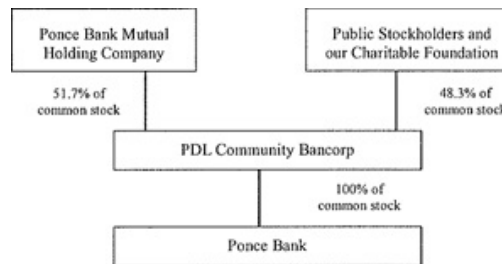 Ponce Bank Mutual
Holding Company
Public Stockholders and
our Charitable Foundation
51.7% of
common stock
48.3% of
common stock
PDL Community Bancorp
100% of
common stock
Ponce Bank